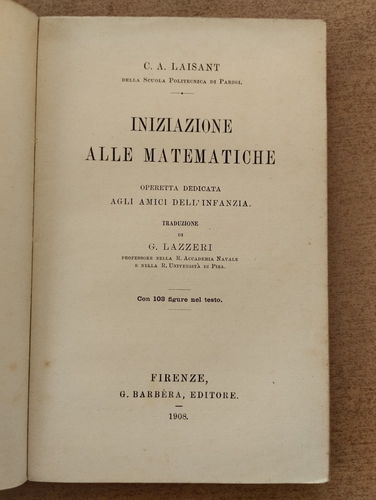 C. A. LAISANT
DELLA SCUOLA POLITECNICA DI PARIGI.
INIZIAZIONE
ALLE MATEMATICHE
OPERETTA DEDICATA
AGLI AMICI DELL'INFANZIA.
TRADUZIONE
DI
G. LAZZERI
PROFESSORE NELLA R. ACCADEMIA NAVALE
E NELLA R. UNIVERSITÀ DI PISA.
Con 103 figure nel testo.
FIRENZE,
G. BARBÈRA, EDITORE.
1908.